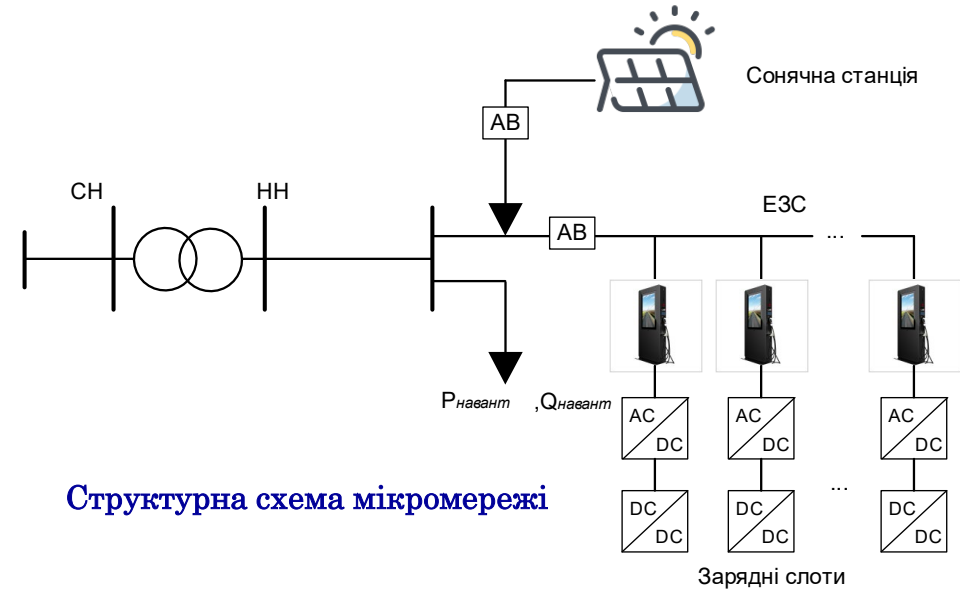 Сонячна станція
АВ
СН
НН
ЕЗС
АВ
...
Pнавант ,Qнавант
AC
DC
AC
DC
AC
DC
Структурна схема мікромережі
...
DC
DC
DC
DC
DC
DC
Зарядні слоти